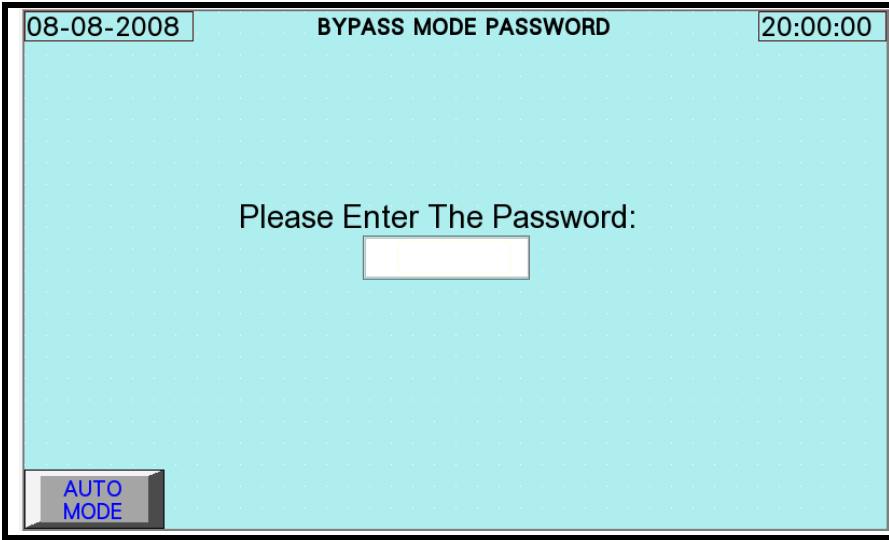 08-08-2008
BYPASS MODE PASSWORD
20:00:00
Please Enter The Password:
AUTO
MODE